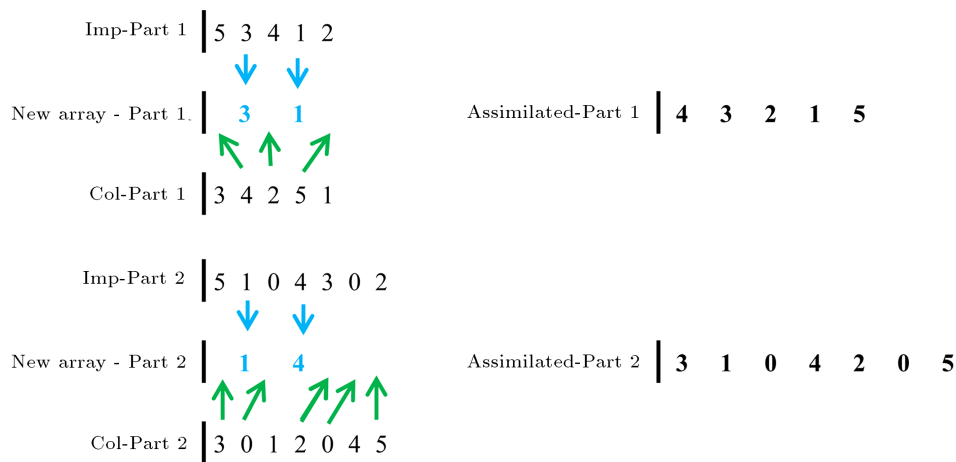 Imp-Part 1 5 3 4 1 2
New array - Part 1. 3 1
Assimilated-Part 1 4 3 2 1 5
Col-Part 1 3 4 2 5 1
Imp-Part 2 5 1 0 4 3 0 2
New array - Part 2 1 4
Assimilated-Part 2 3 1 0 4 2 0 5
Col-Part 2 3 0 1 2 0 4 5